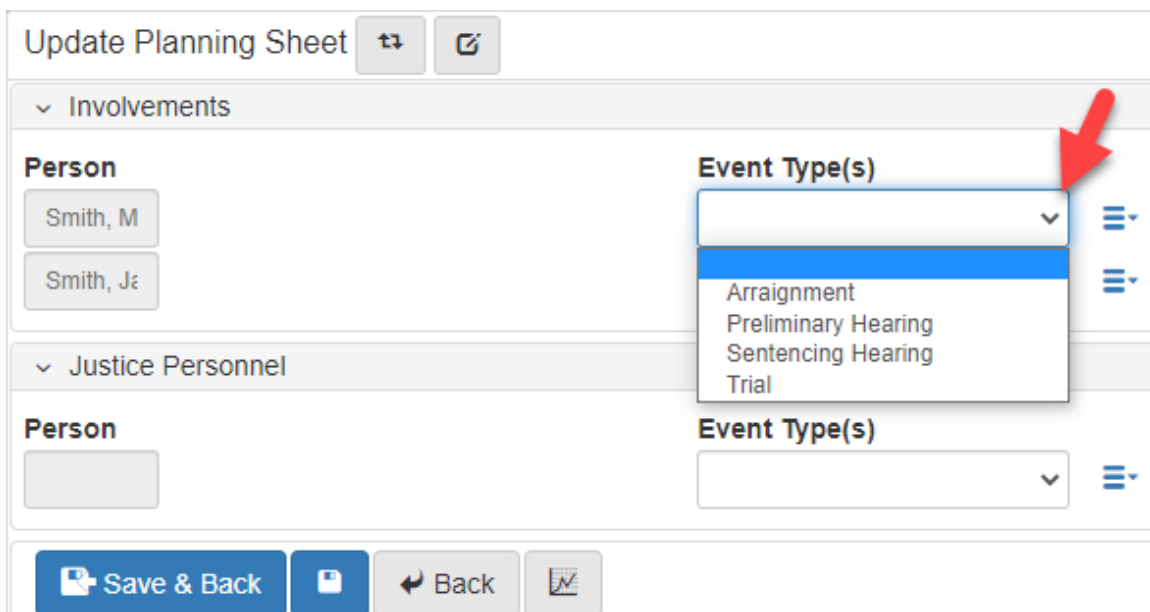 Update Planning Sheet
Involvements
Person Event Type(s)
Smith, M
Smith, Ja
Arraignment
Preliminary Hearing
Sentencing Hearing
Trial
Justice Personnel
Person Event Type(s)
Save & Back Back